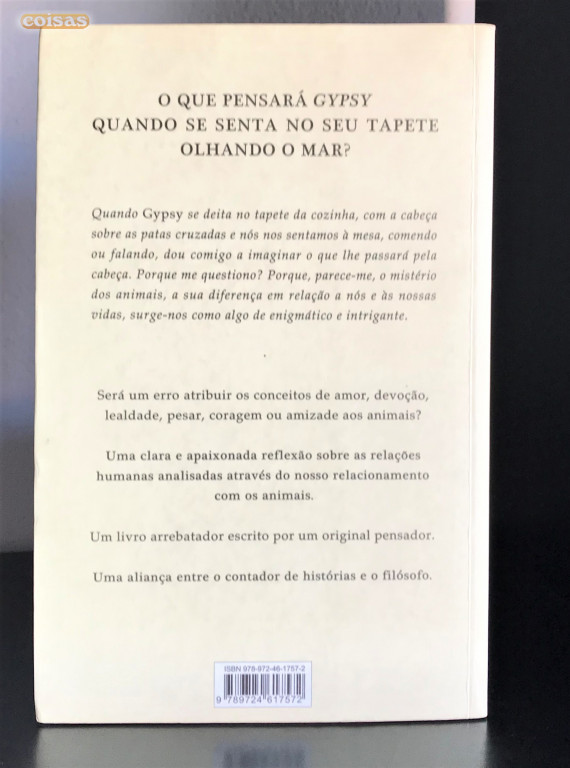 coisas
O QUE PENSARÁ GYPSY
QUANDO SE SENTA NO SEU TAPETE
OLHANDO O MAR?
Quando Gypsy se deita no tapete da cozinha, com a cabeça
sobre as patas cruzadas e nós nos sentamos à mesa, comendo
ou falando, dou comigo a imaginar o que lhe passará pela
cabeça. Porque me questiono? Porque, parece-me, o mistério
dos animais, a sua diferença em relação a nós e às nossas
vidas, surge-nos como algo de enigmático e intrigante.
Será um erro atribuir os conceitos de amor, devoção,
lealdade, pesar, coragem ou amizade aos animais?
Uma clara e apaixonada reflexão sobre as relações
humanas analisadas através do nosso relacionamento
com os animais.
Um livro arrebatador escrito por um original pensador.
Uma aliança entre o contador de histórias e o filósofo.
ISBN 978-972-46-1757-2
9 789724 617572